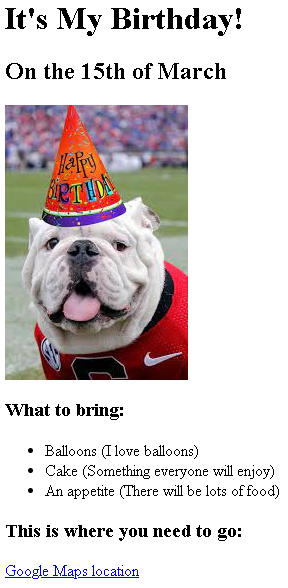 It's My Birthday!
On the 15th of March
HAPPY
BIRTHDAY
What to bring:
Balloons (I love balloons)
Cake (Something everyone will enjoy)
An appetite (There will be lots of food)
This is where you need to go:
Google Maps location